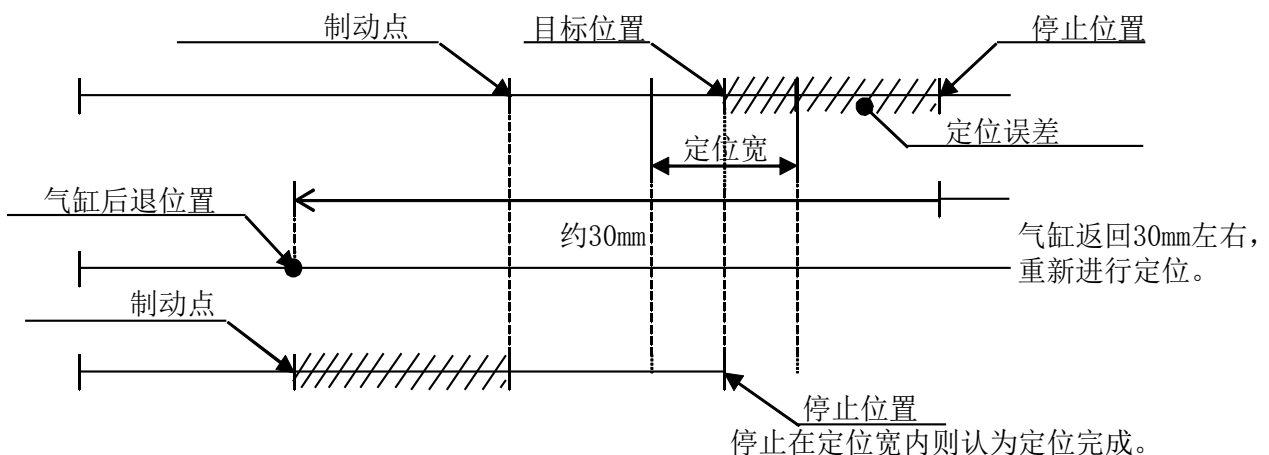 制动点
目标位置
停止位置
定位误差
定位宽
气缸后退位置
约30mm
气缸返回30mm左右，
重新进行定位。
制动点
停止位置
停止在定位宽内则认为定位完成。